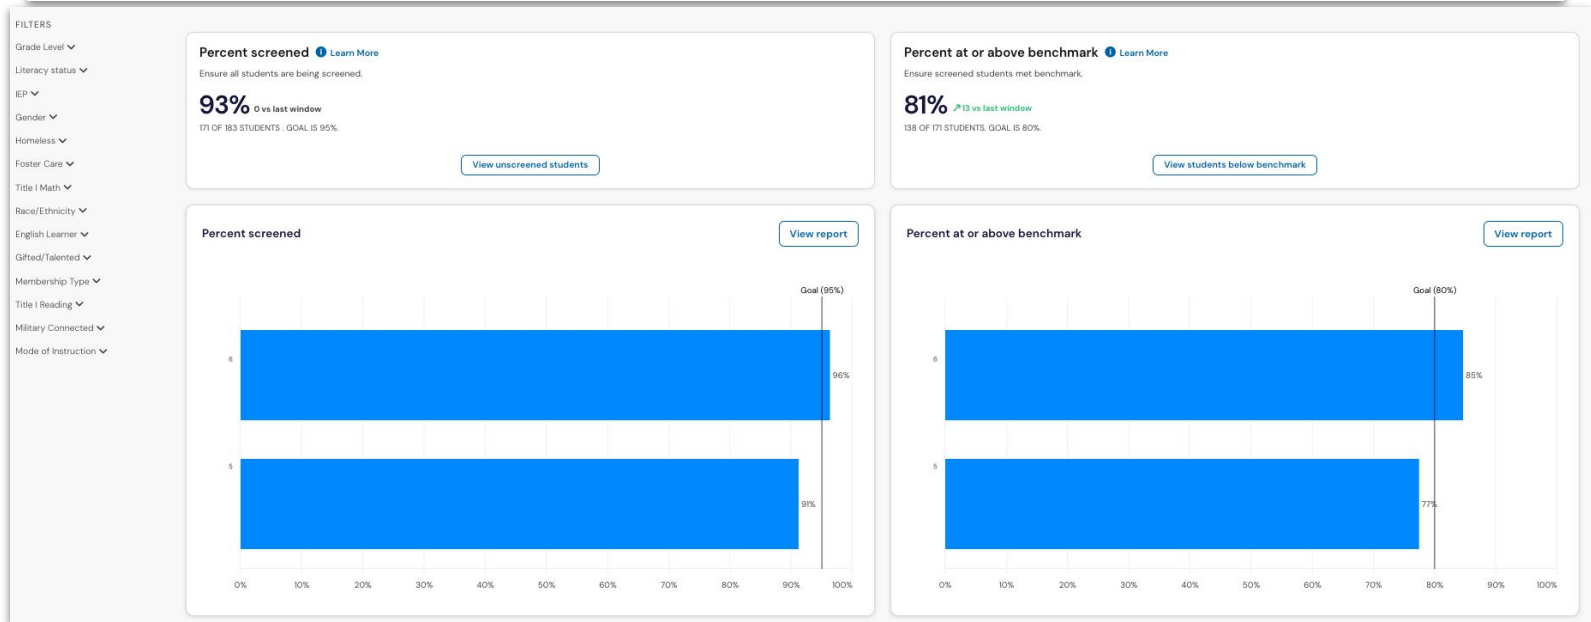 FILTERS
Grade Level
Literacy status
IEP
Gender
Homeless
Foster Care
Title I Math
Race/Ethnicity
English Learner
Gifted/Talented
Membership Type
Title I Reading
Military Connected
Mode of Instruction
Percent screened Learn More
Ensure all students are being screened.
93% 0 vs last window
171 OF 183 STUDENTS . GOAL IS 95%.
View unscreened students
Percent at or above benchmark Learn More
Ensure screened students met benchmark.
81% 13 vs last window
138 OF 171 STUDENTS. GOAL IS 80%.
View students below benchmark
Percent screened
View report
Goal (95%)
6
96%
5
91%
0% 10% 20% 30% 40% 50% 60% 70% 80% 90% 100%
Percent at or above benchmark
View report
Goal (80%)
6
85%
5
77%
0% 10% 20% 30% 40% 50% 60% 70% 80% 90% 100%